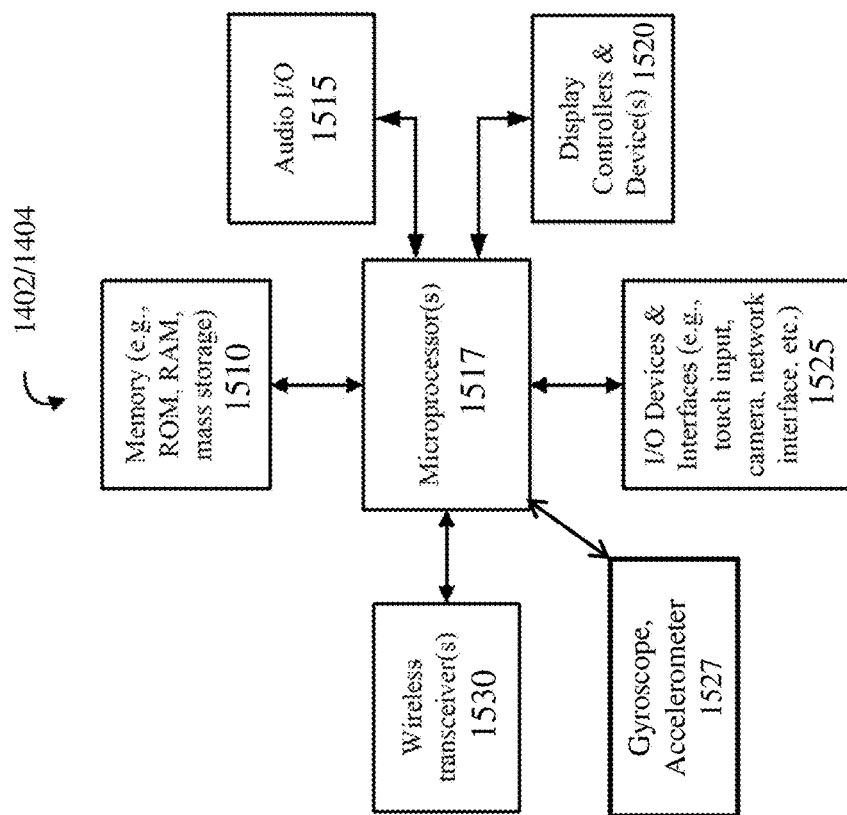 1402/1404
Memory (e.g.,
ROM, RAM,
mass storage)
1510
Audio I/O
1515
Microprocessor(s)
1517
Wireless
transceiver(s)
1530
Display
Controllers &
Device(s) 1520
I/O Devices &
Interfaces (e.g.,
touch input,
camera, network
interface, etc.)
1525
Gyroscope,
Accelerometer
1527